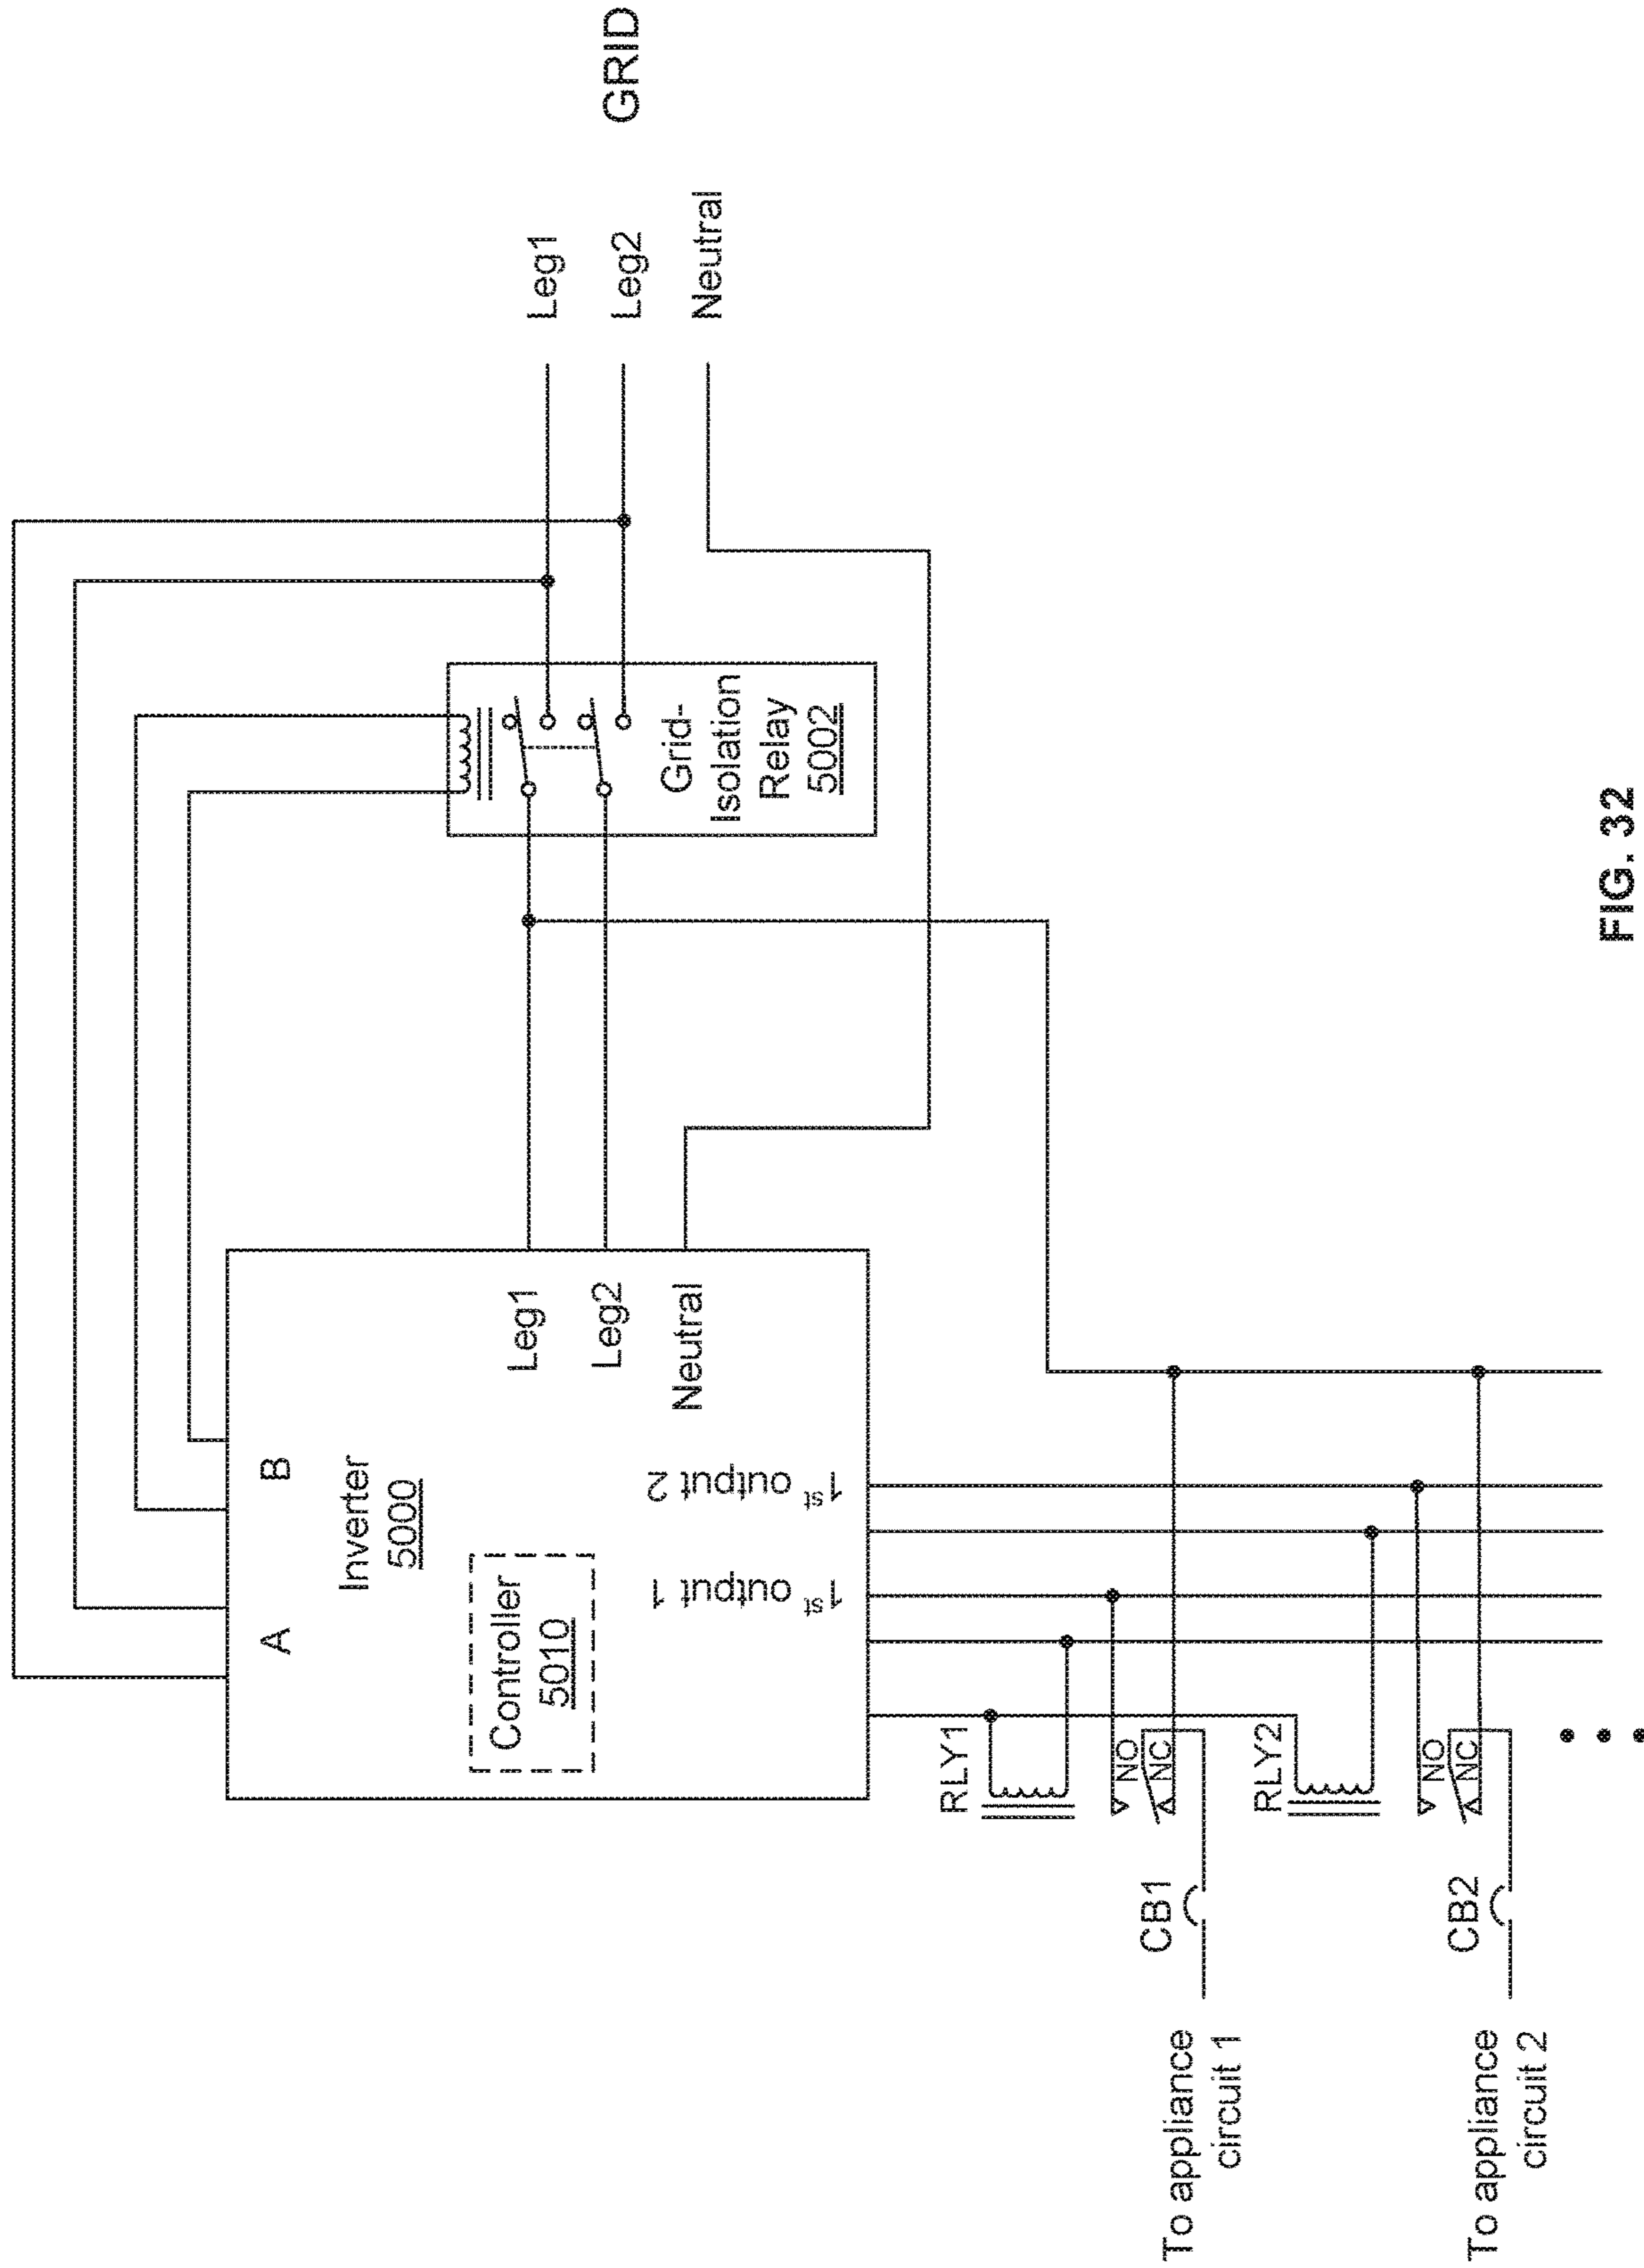 GRID
Leg1
Leg2
Neutral
Grid-
Isolation
Relay
5002
A
B
Inverter
5000
Controller
5010
Leg1
Leg2
Neutral
1st output 1
1st output 2
RLY1
NO
NC
CB1
To appliance
circuit 1
RLY2
NO
NC
CB2
To appliance
circuit 2
FIG. 32